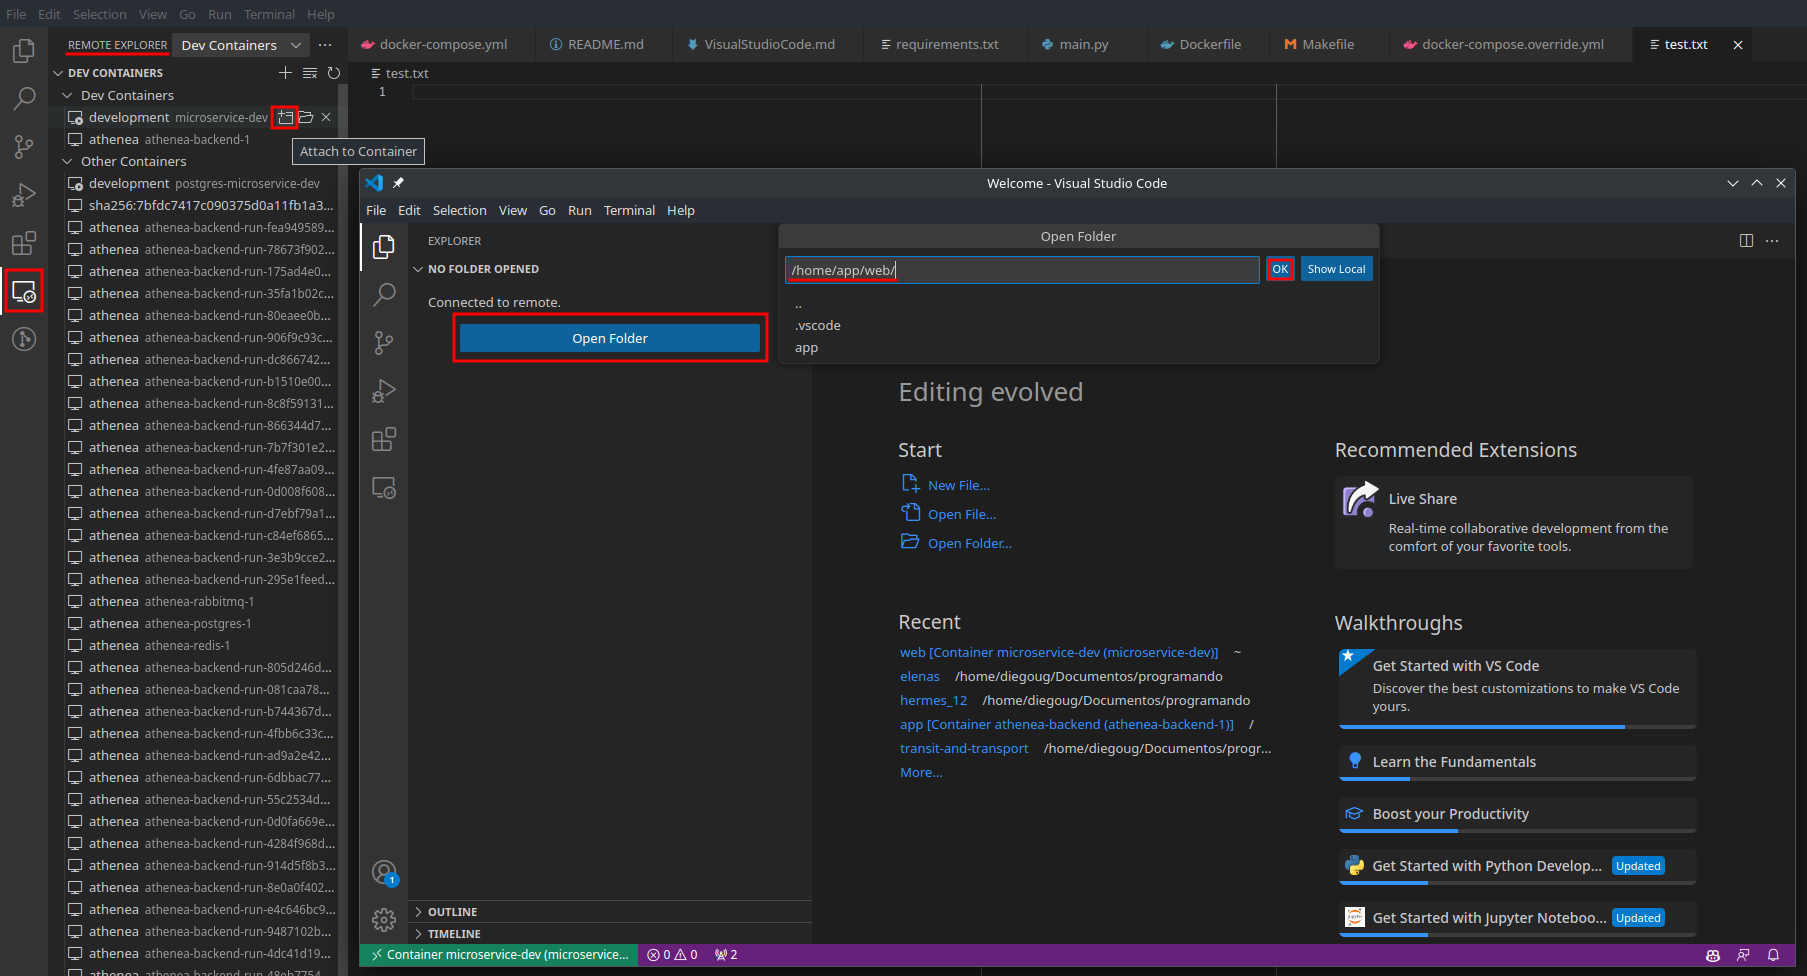 File Edit Selection View Go Run Terminal Help
REMOTE EXPLORER Dev Containers
docker-compose.yml README.md VisualStudioCode.md requirements.txt main.py Dockerfile Makefile docker-compose.override.yml test.txt
DEV CONTAINERS
Dev Containers
development microservice-dev
athenea athenea-backend-1
Other Containers
development postgres-microservice-dev
sha256:7bfdc7417c090375d0a11fb1a3...
athenea athenea-backend-run-fea949589...
athenea athenea-backend-run-78673f902...
athenea athenea-backend-run-175ad4e0...
athenea athenea-backend-run-35fa1b02c...
athenea athenea-backend-run-80eaee0b...
athenea athenea-backend-run-906f9c93c...
athenea athenea-backend-run-dc866742...
athenea athenea-backend-run-b1510e00...
athenea athenea-backend-run-8c8f59131...
athenea athenea-backend-run-866344d7...
athenea athenea-backend-run-7b7f301e2...
athenea athenea-backend-run-4fe87aa09...
athenea athenea-backend-run-0d008f608...
athenea athenea-backend-run-d7ebf79a1...
athenea athenea-backend-run-c84ef6865...
athenea athenea-backend-run-3e3b9cce2...
athenea athenea-backend-run-295e1feed...
athenea athenea-rabbitmq-1
athenea athenea-postgres-1
athenea athenea-redis-1
athenea athenea-backend-run-805d246d...
athenea athenea-backend-run-081caa78...
athenea athenea-backend-run-b744367d...
athenea athenea-backend-run-4fbb6c33c...
athenea athenea-backend-run-ad9a2e42...
athenea athenea-backend-run-6dbbac77...
athenea athenea-backend-run-55c2534d...
athenea athenea-backend-run-0d0fa669e...
athenea athenea-backend-run-4284f968d...
athenea athenea-backend-run-914d5f8b3...
athenea athenea-backend-run-8e0a0f402...
athenea athenea-backend-run-e4c646bc9...
athenea athenea-backend-run-9487102b...
athenea athenea-backend-run-4dc41d19...
test.txt
1
Attach to Container
Welcome - Visual Studio Code
File Edit Selection View Go Run Terminal Help
EXPLORER
NO FOLDER OPENED
Connected to remote.
Open Folder
Open Folder
/home/app/web/
OK
Show Local
..
.vscode
app
Editing evolved
Start
New File...
Open File...
Open Folder...
Recent
web [Container microservice-dev (microservice-dev)] ~
elenas /home/diegoug/Documentos/programando
hermes_12 /home/diegoug/Documentos/programando
app [Container athenea-backend (athenea-backend-1)] /
transit-and-transport /home/diegoug/Documentos/progr...
More...
Recommended Extensions
Live Share
Real-time collaborative development from the
comfort of your favorite tools.
Walkthroughs
Get Started with VS Code
Discover the best customizations to make VS Code
yours.
Learn the Fundamentals
Boost your Productivity
Get Started with Python Develop... Updated
jupyter
Get Started with Jupyter Noteboo... Updated
1
OUTLINE
TIMELINE
Container microservice-dev (microservice... 0 0 2